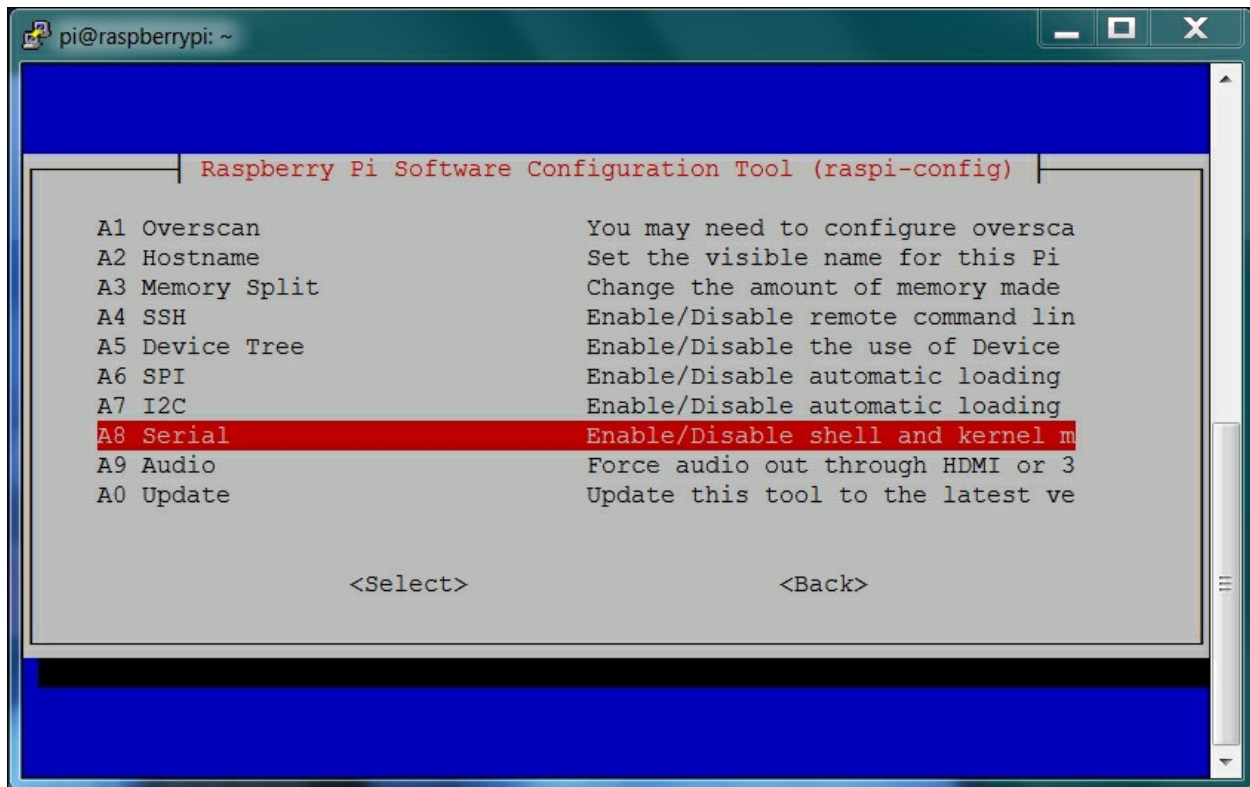 pi@raspberrypi: ~
Raspberry Pi Software Configuration Tool (raspi-config)
A1 Overscan You may need to configure oversca
A2 Hostname Set the visible name for this Pi
A3 Memory Split Change the amount of memory made
A4 SSH Enable/Disable remote command lin
A5 Device Tree Enable/Disable the use of Device
A6 SPI Enable/Disable automatic loading
A7 I2C Enable/Disable automatic loading
A8 Serial Enable/Disable shell and kernel m
A9 Audio Force audio out through HDMI or 3
A0 Update Update this tool to the latest ve
<Select> <Back>